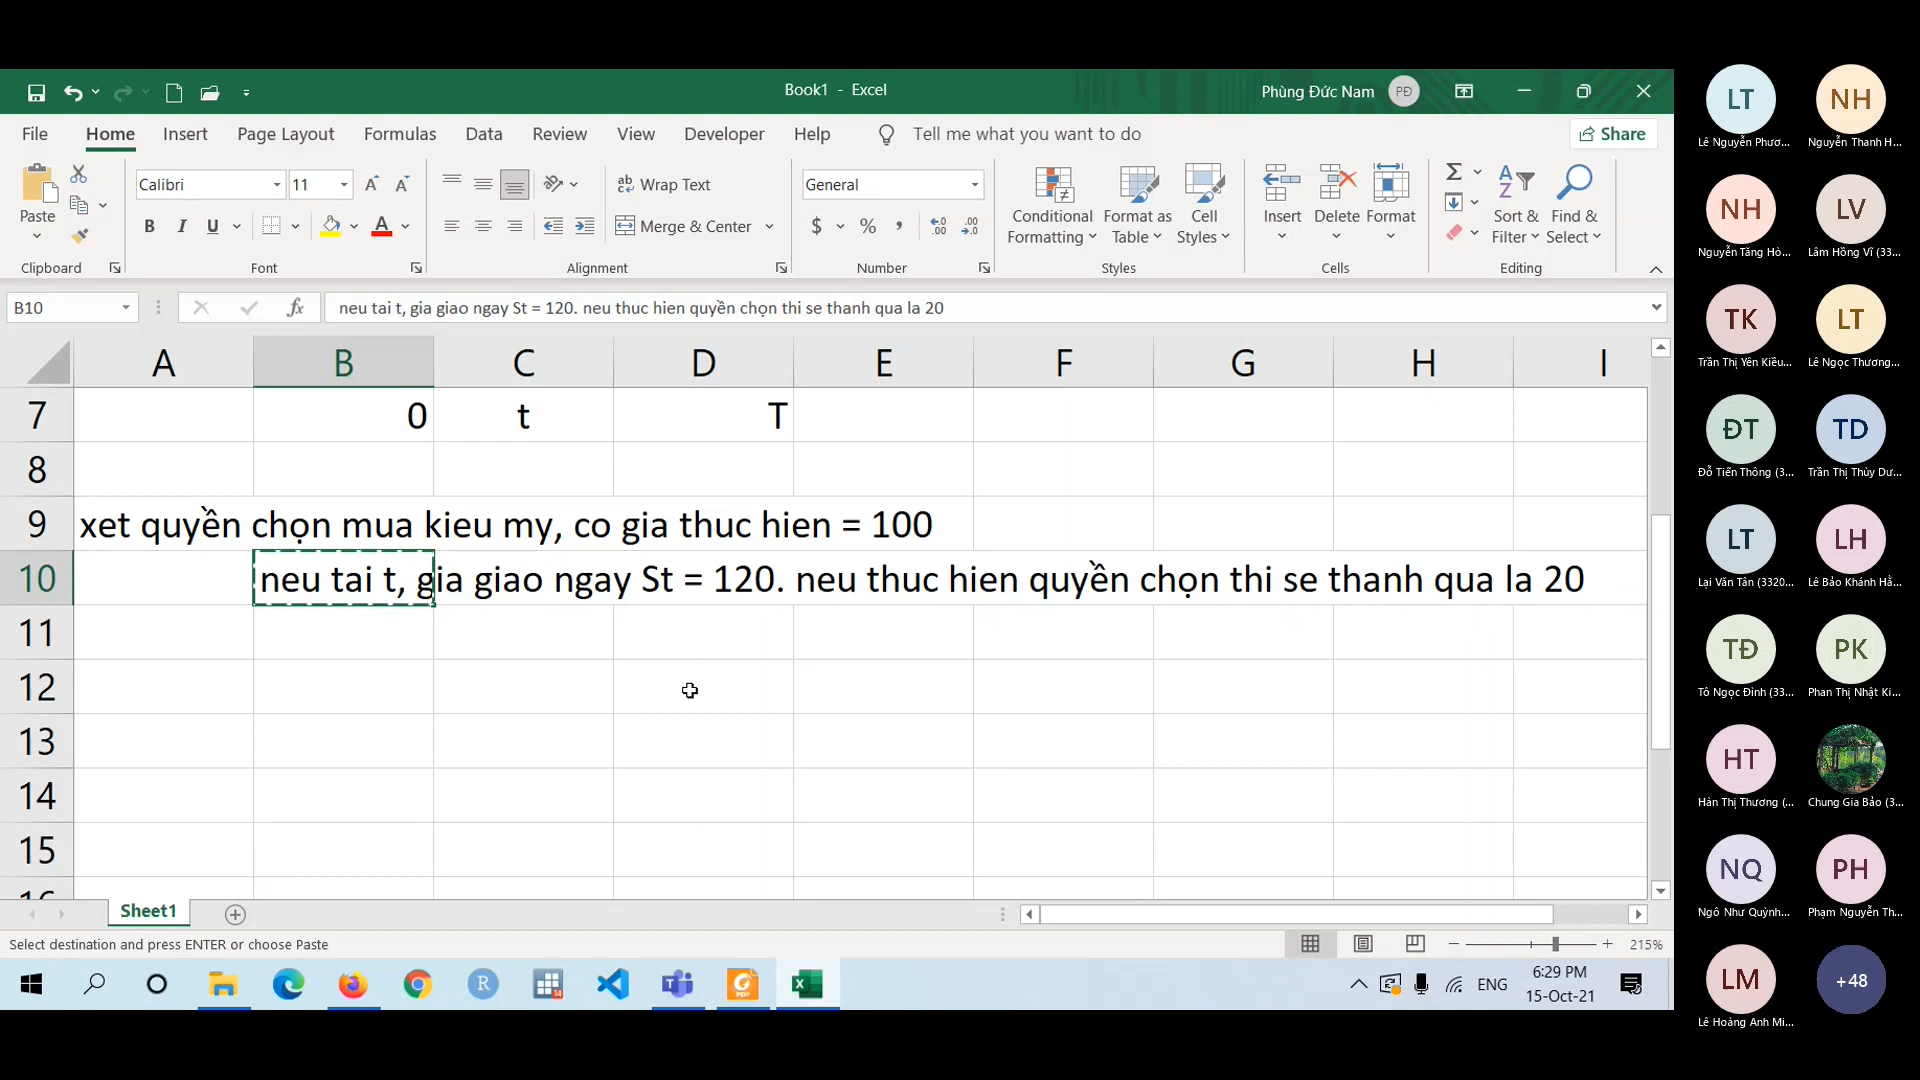 Book1 - Excel
Phùng Đức Nam
PĐ
File Home Insert Page Layout Formulas Data Review View Developer Help Tell me what you want to do Share
Paste
Clipboard
Calibri 11
B I U
Font
Wrap Text
Merge & Center
Alignment
General
$ % ,
Number
Conditional Formatting
Format as Table
Cell Styles
Styles
Insert
Delete
Format
Cells
Sort & Filter
Find & Select
Editing
B10
fx
neu tai t, gia giao ngay St = 120. neu thuc hien quyền chọn thi se thanh qua la 20
A B C D E F G H I
7 0 t T
8
9 xet quyền chọn mua kieu my, co gia thuc hien = 100
10 neu tai t, gia giao ngay St = 120. neu thuc hien quyền chọn thi se thanh qua la 20
11
12
13
14
15
16
Sheet1
Select destination and press ENTER or choose Paste
215%
ENG
6:29 PM
15-Oct-21
LT
Lê Nguyễn Phươ...
NH
Nguyễn Thanh H...
NH
Nguyễn Tăng Hò...
LV
Lâm Hồng Vĩ (33...
TK
Trần Thị Yên Kiều...
LT
Lê Ngọc Thương...
ĐT
Đỗ Tiến Thông (3...
TD
Trần Thị Thùy Dư...
LT
Lại Văn Tân (3320...
LH
Lê Bảo Khánh Hằ...
TĐ
Tô Ngọc Đình (33...
PK
Phan Thị Nhật Ki...
HT
Hàn Thị Thương (...
Chung Gia Bảo (3...
NQ
Ngô Như Quỳnh...
PH
Phạm Nguyễn Th...
LM
Lê Hoàng Anh Mi...
+48